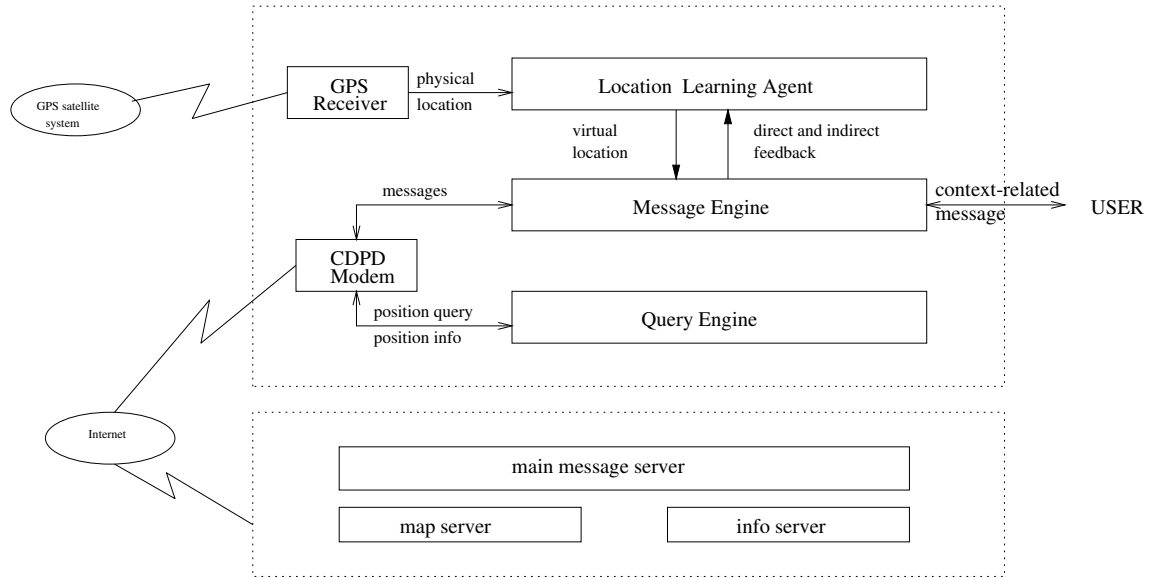 GPS satellite
system
GPS
Receiver
physical
location
Location Learning Agent
virtual
location
direct and indirect
feedback
messages
Message Engine
context-related
message
USER
CDPD
Modem
position query
position info
Query Engine
Internet
main message server
map server
info server